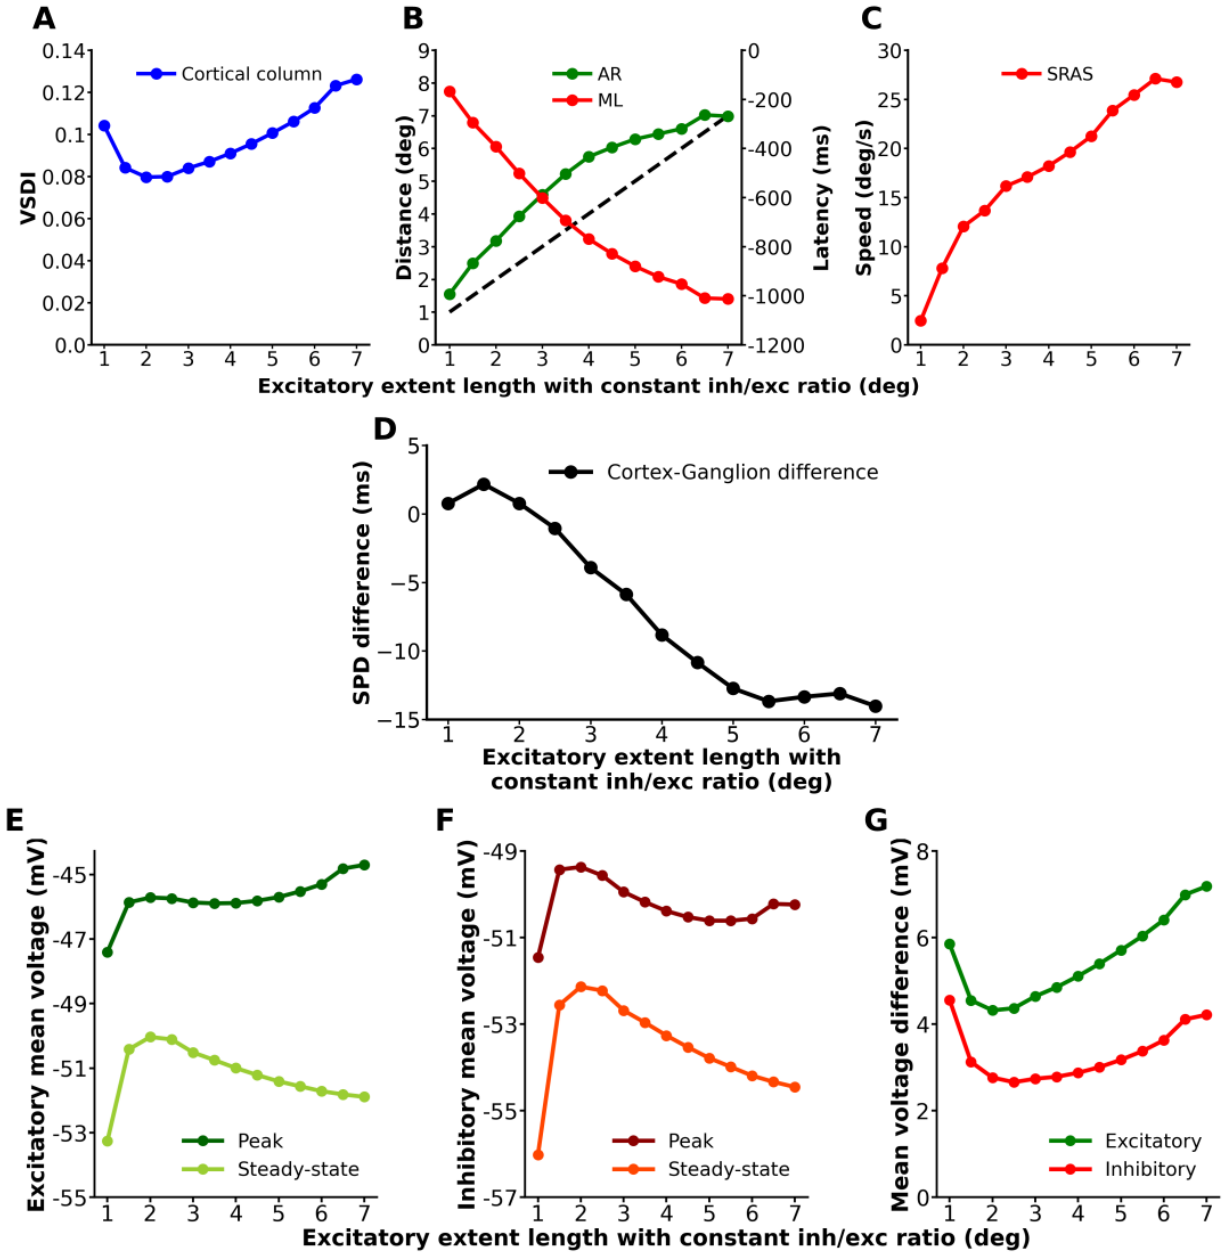 A
B
C
0.14
0.12
0.1
0.08
0.06
0.04
0.02
0.0
VSDI
Cortical column
1 2 3 4 5 6 7
9
8
7
6
5
4
3
2
1
0
Distance (deg)
AR
ML
0
-200
-400
-600
-800
-1000
-1200
Latency (ms)
1 2 3 4 5 6 7
30
25
20
15
10
5
0
Speed (deg/s)
SRAS
1 2 3 4 5 6 7
Excitatory extent length with constant inh/exc ratio (deg)
D
5
0
−5
−10
−15
SPD difference (ms)
Cortex-Ganglion difference
1 2 3 4 5 6 7
Excitatory extent length with
constant inh/exc ratio (deg)
E
F
G
-45
-47
-49
-51
-53
-55
Excitatory mean voltage (mV)
Peak
Steady-state
1 2 3 4 5 6 7
-49
-51
-53
-55
-57
Inhibitory mean voltage (mV)
Peak
Steady-state
1 2 3 4 5 6 7
8
6
4
2
0
Mean voltage difference (mV)
Excitatory
Inhibitory
1 2 3 4 5 6 7
Excitatory extent length with constant inh/exc ratio (deg)